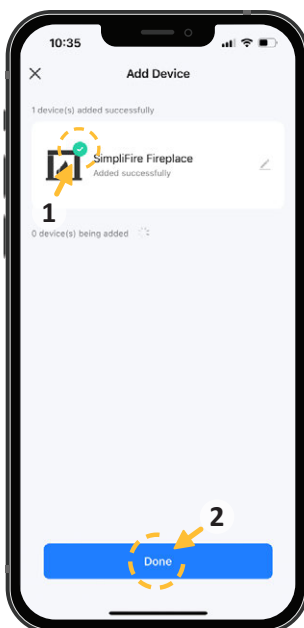 10:35
Add Device
1 device(s) added successfully
SimpliFire Fireplace
Added successfully
1
0 device(s) being added
2
Done